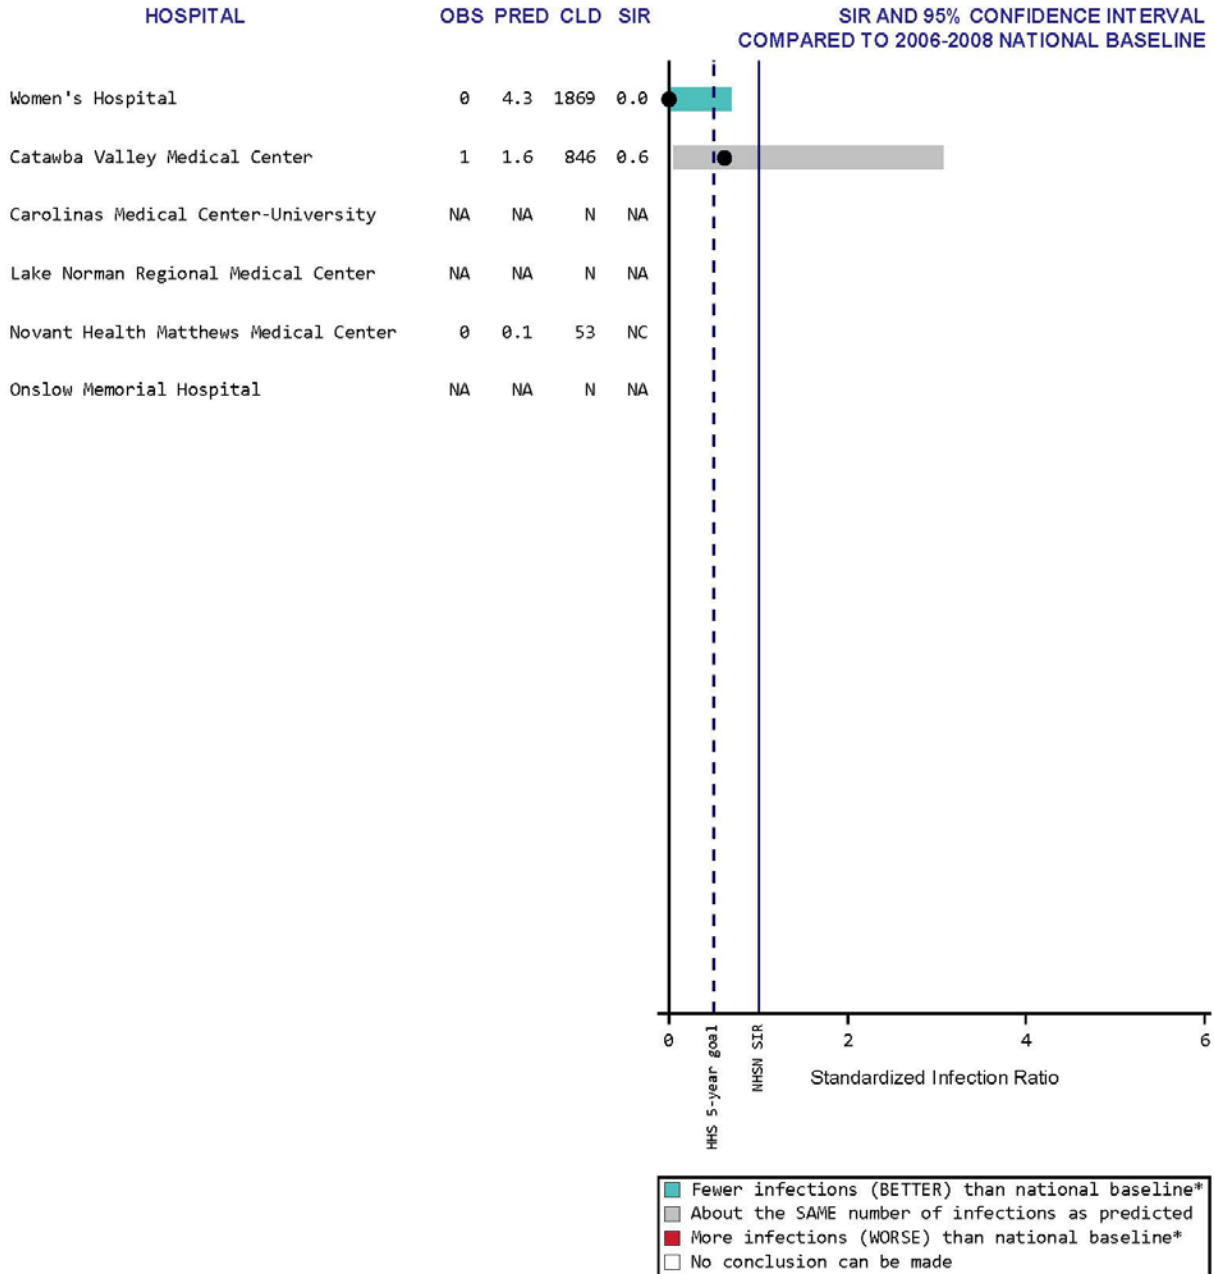 HOSPITAL OBS PRED CLD SIR SIR AND 95% CONFIDENCE INTERVAL
COMPARED TO 2006-2008 NATIONAL BASELINE
Women's Hospital 0 4.3 1869 0.0
Catawba Valley Medical Center 1 1.6 846 0.6
Carolinas Medical Center-University NA NA N NA
Lake Norman Regional Medical Center NA NA N NA
Novant Health Matthews Medical Center 0 0.1 53 NC
Onslow Memorial Hospital NA NA N NA
0 2 4 6
HHS 5-year goal
NHSN SIR
Standardized Infection Ratio
Fewer infections (BETTER) than national baseline*
About the SAME number of infections as predicted
More infections (WORSE) than national baseline*
No conclusion can be made